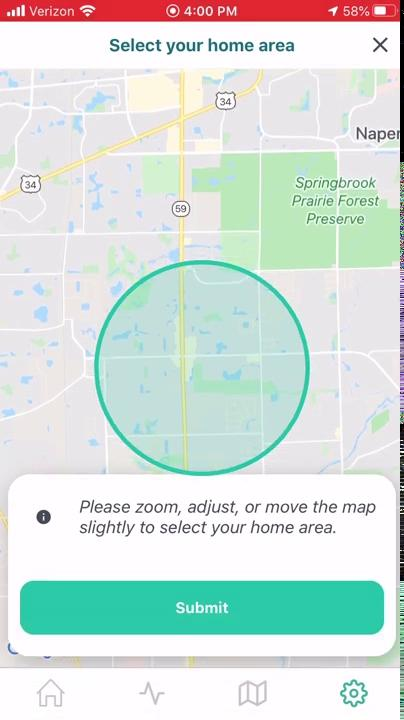 Verizon 4:00 PM 58%
Select your home area
34
Naper
34
Springbrook
Prairie Forest
Preserve
59
Please zoom, adjust, or move the map
slightly to select your home area.
Submit